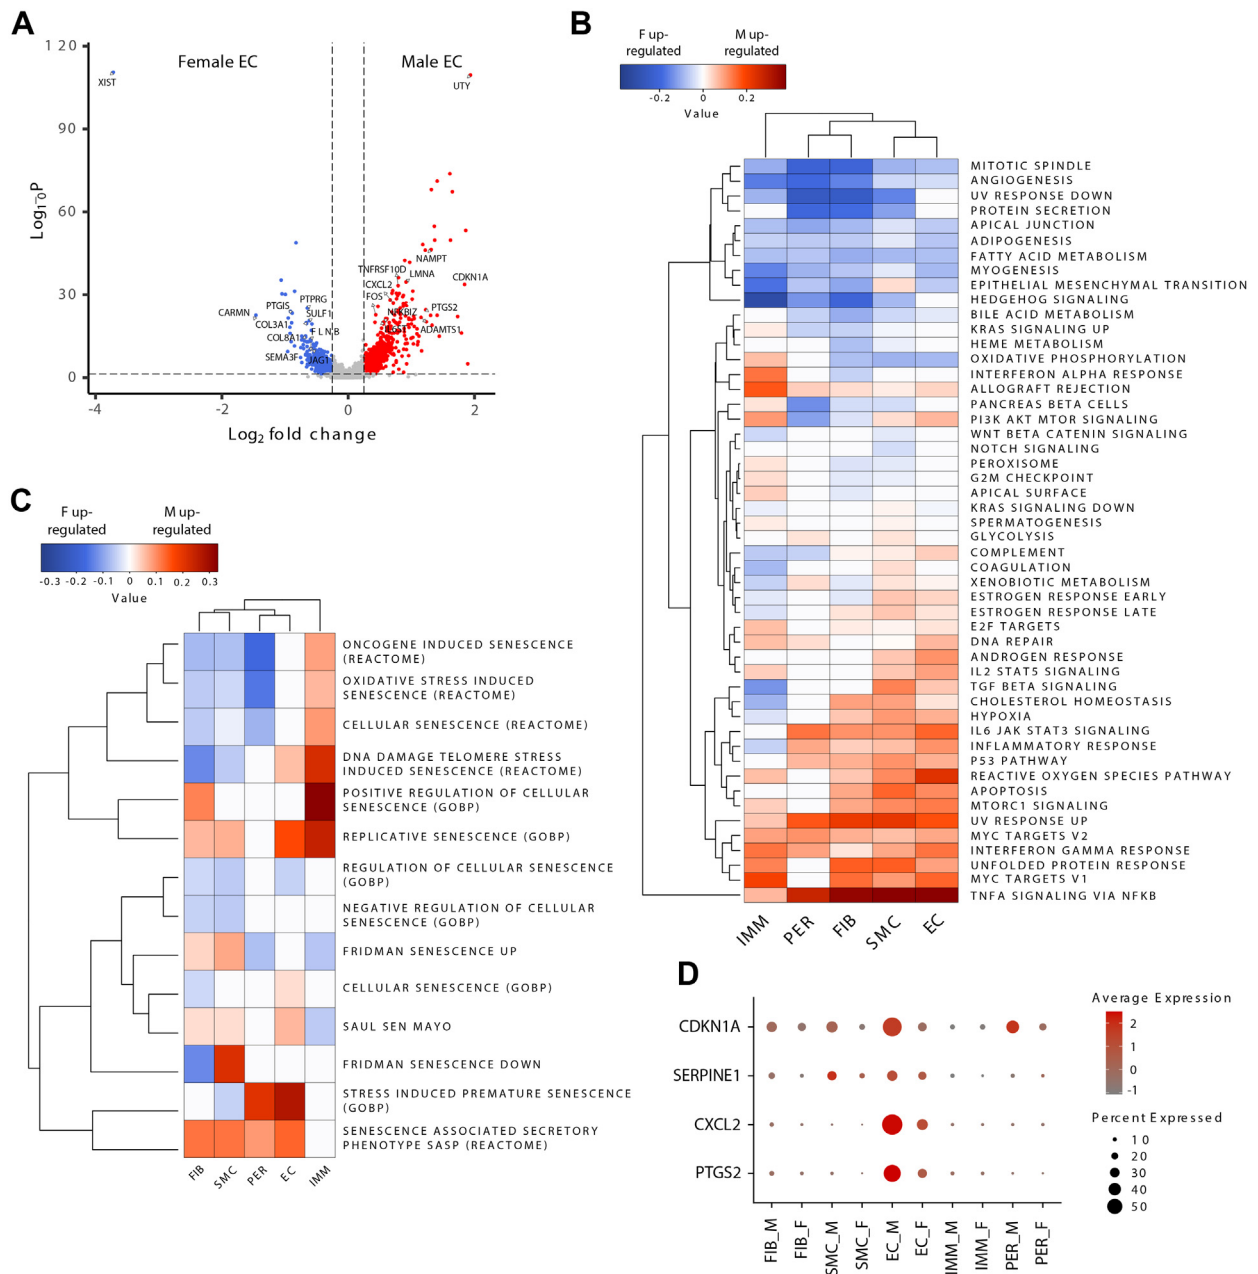 A
120
90
60
30
0
Female EC
Male EC
XIST
UTY
NAMPT
TNFRSF10D
LMNA
CXCL2
CDKN1A
FOS
PTGS2
NFKBIZ
ADAMTS1
PTGIS
PTPRG
CARMN
SULF1
COL3A1
FLNB
COL8A1
SEMA3F
JAG1
-4
-2
0
2
Log2 fold change
Log10P
B
F up-
regulated
M up-
regulated
-0.2
0
0.2
Value
MITOTIC SPINDLE
ANGIOGENESIS
UV RESPONSE DOWN
PROTEIN SECRETION
APICAL JUNCTION
ADIPOGENESIS
FATTY ACID METABOLISM
MYOGENESIS
EPITHELIAL MESENCHYMAL TRANSITION
HEDGEHOG SIGNALING
BILE ACID METABOLISM
KRAS SIGNALING UP
HEME METABOLISM
OXIDATIVE PHOSPHORYLATION
INTERFERON ALPHA RESPONSE
ALLOGRAFT REJECTION
PANCREAS BETA CELLS
PI3K AKT MTOR SIGNALING
WNT BETA CATENIN SIGNALING
NOTCH SIGNALING
PEROXISOME
G2M CHECKPOINT
APICAL SURFACE
KRAS SIGNALING DOWN
SPERMATOGENESIS
GLYCOLYSIS
COMPLEMENT
COAGULATION
XENOBIOTIC METABOLISM
ESTROGEN RESPONSE EARLY
ESTROGEN RESPONSE LATE
E2F TARGETS
DNA REPAIR
ANDROGEN RESPONSE
IL2 STAT5 SIGNALING
TGF BETA SIGNALING
CHOLESTEROL HOMEOSTASIS
HYPOXIA
IL6 JAK STAT3 SIGNALING
INFLAMMATORY RESPONSE
P53 PATHWAY
REACTIVE OXYGEN SPECIES PATHWAY
APOPTOSIS
MTORC1 SIGNALING
UV RESPONSE UP
MYC TARGETS V2
INTERFERON GAMMA RESPONSE
UNFOLDED PROTEIN RESPONSE
MYC TARGETS V1
TNFA SIGNALING VIA NFKB
IMM
PER
FIB
SMC
EC
C
F up-
regulated
M up-
regulated
-0.3 -0.2 -0.1 0 0.1 0.2 0.3
Value
ONCOGENE INDUCED SENESCENCE
(REACTOME)
OXIDATIVE STRESS INDUCED
SENESCENCE (REACTOME)
CELLULAR SENESCENCE (REACTOME)
DNA DAMAGE TELOMERE STRESS
INDUCED SENESCENCE (REACTOME)
POSITIVE REGULATION OF CELLULAR
SENESCENCE (GOBP)
REPLICATIVE SENESCENCE (GOBP)
REGULATION OF CELLULAR SENESCENCE
(GOBP)
NEGATIVE REGULATION OF CELLULAR
SENESCENCE (GOBP)
FRIDMAN SENESCENCE UP
CELLULAR SENESCENCE (GOBP)
SAUL SEN MAYO
FRIDMAN SENESCENCE DOWN
STRESS INDUCED PREMATURE SENESCENCE
(GOBP)
SENESCENCE ASSOCIATED SECRETORY
PHENOTYPE SASP (REACTOME)
FIB
SMC
PER
EC
IMM
D
CDKN1A
SERPINE1
CXCL2
PTGS2
FIB_M
FIB_F
SMC_M
SMC_F
EC_M
EC_F
IMM_M
IMM_F
PER_M
PER_F
Average Expression
2
1
0
-1
Percent Expressed
10
20
30
40
50